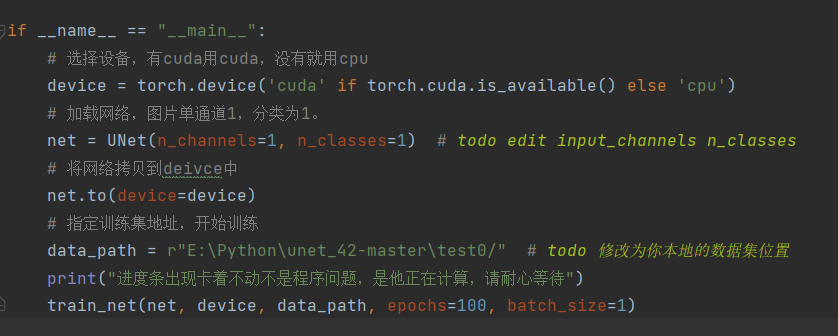 if __name__ == "__main__":
    # 选择设备，有cuda用cuda，没有就用cpu
    device = torch.device('cuda' if torch.cuda.is_available() else 'cpu')
    # 加载网络，图片单通道1，分类为1。
    net = UNet(n_channels=1, n_classes=1)  # todo edit input_channels n_classes
    # 将网络拷贝到deivce中
    net.to(device=device)
    # 指定训练集地址，开始训练
    data_path = r"E:\Python\unet_42-master\test0/"  # todo 修改为你本地的数据集位置
    print("进度条出现卡着不动不是程序问题，是他正在计算，请耐心等待")
    train_net(net, device, data_path, epochs=100, batch_size=1)